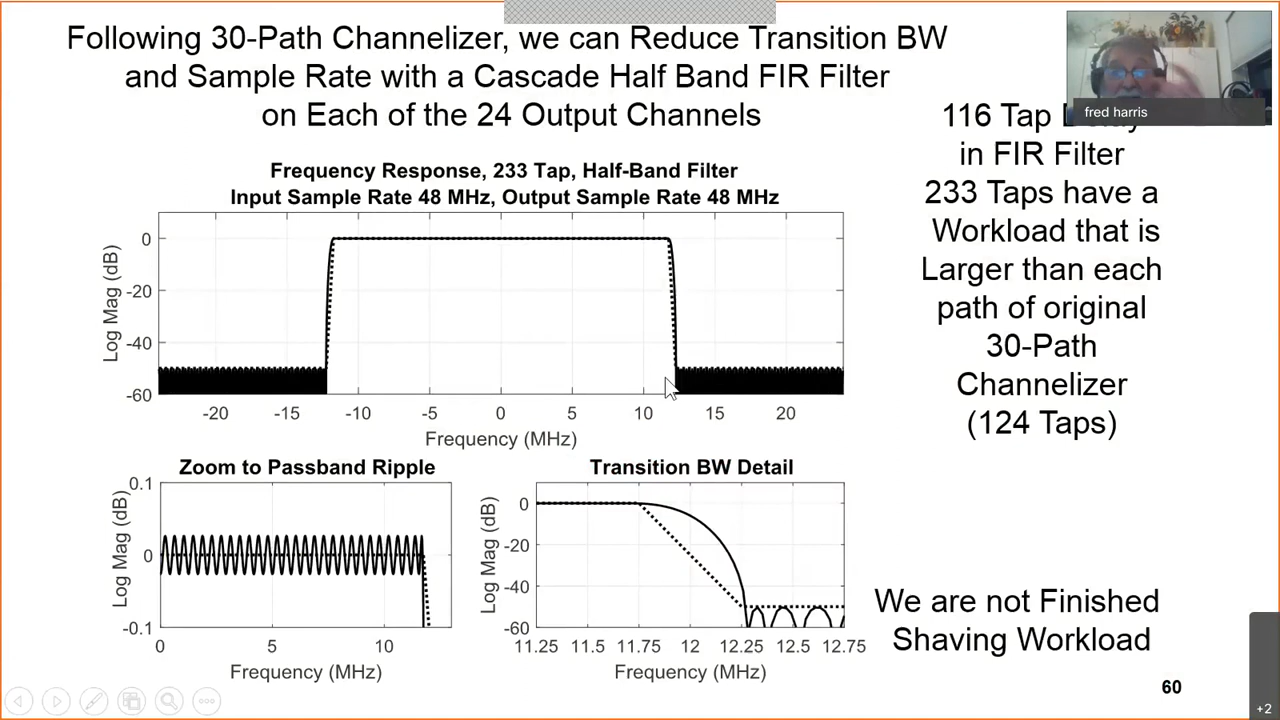 Following 30-Path Channelizer, we can Reduce Transition BW
and Sample Rate with a Cascade Half Band FIR Filter
on Each of the 24 Output Channels
fred harris
116 Tap Delay
in FIR Filter
233 Taps have a
Workload that is
Larger than each
path of original
30-Path
Channelizer
(124 Taps)
Frequency Response, 233 Tap, Half-Band Filter
Input Sample Rate 48 MHz, Output Sample Rate 48 MHz
Log Mag (dB)
0
-20
-40
-60
-20 -15 -10 -5 0 5 10 15 20
Frequency (MHz)
Zoom to Passband Ripple
Log Mag (dB)
0.1
0
-0.1
0 5 10
Frequency (MHz)
Transition BW Detail
Log Mag (dB)
0
-20
-40
-60
11.25 11.5 11.75 12 12.25 12.5 12.75
Frequency (MHz)
We are not Finished
Shaving Workload
60
+2